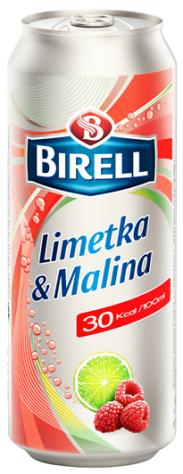 BIRELL
Limetka
& Malina
30 Kcal/100ml